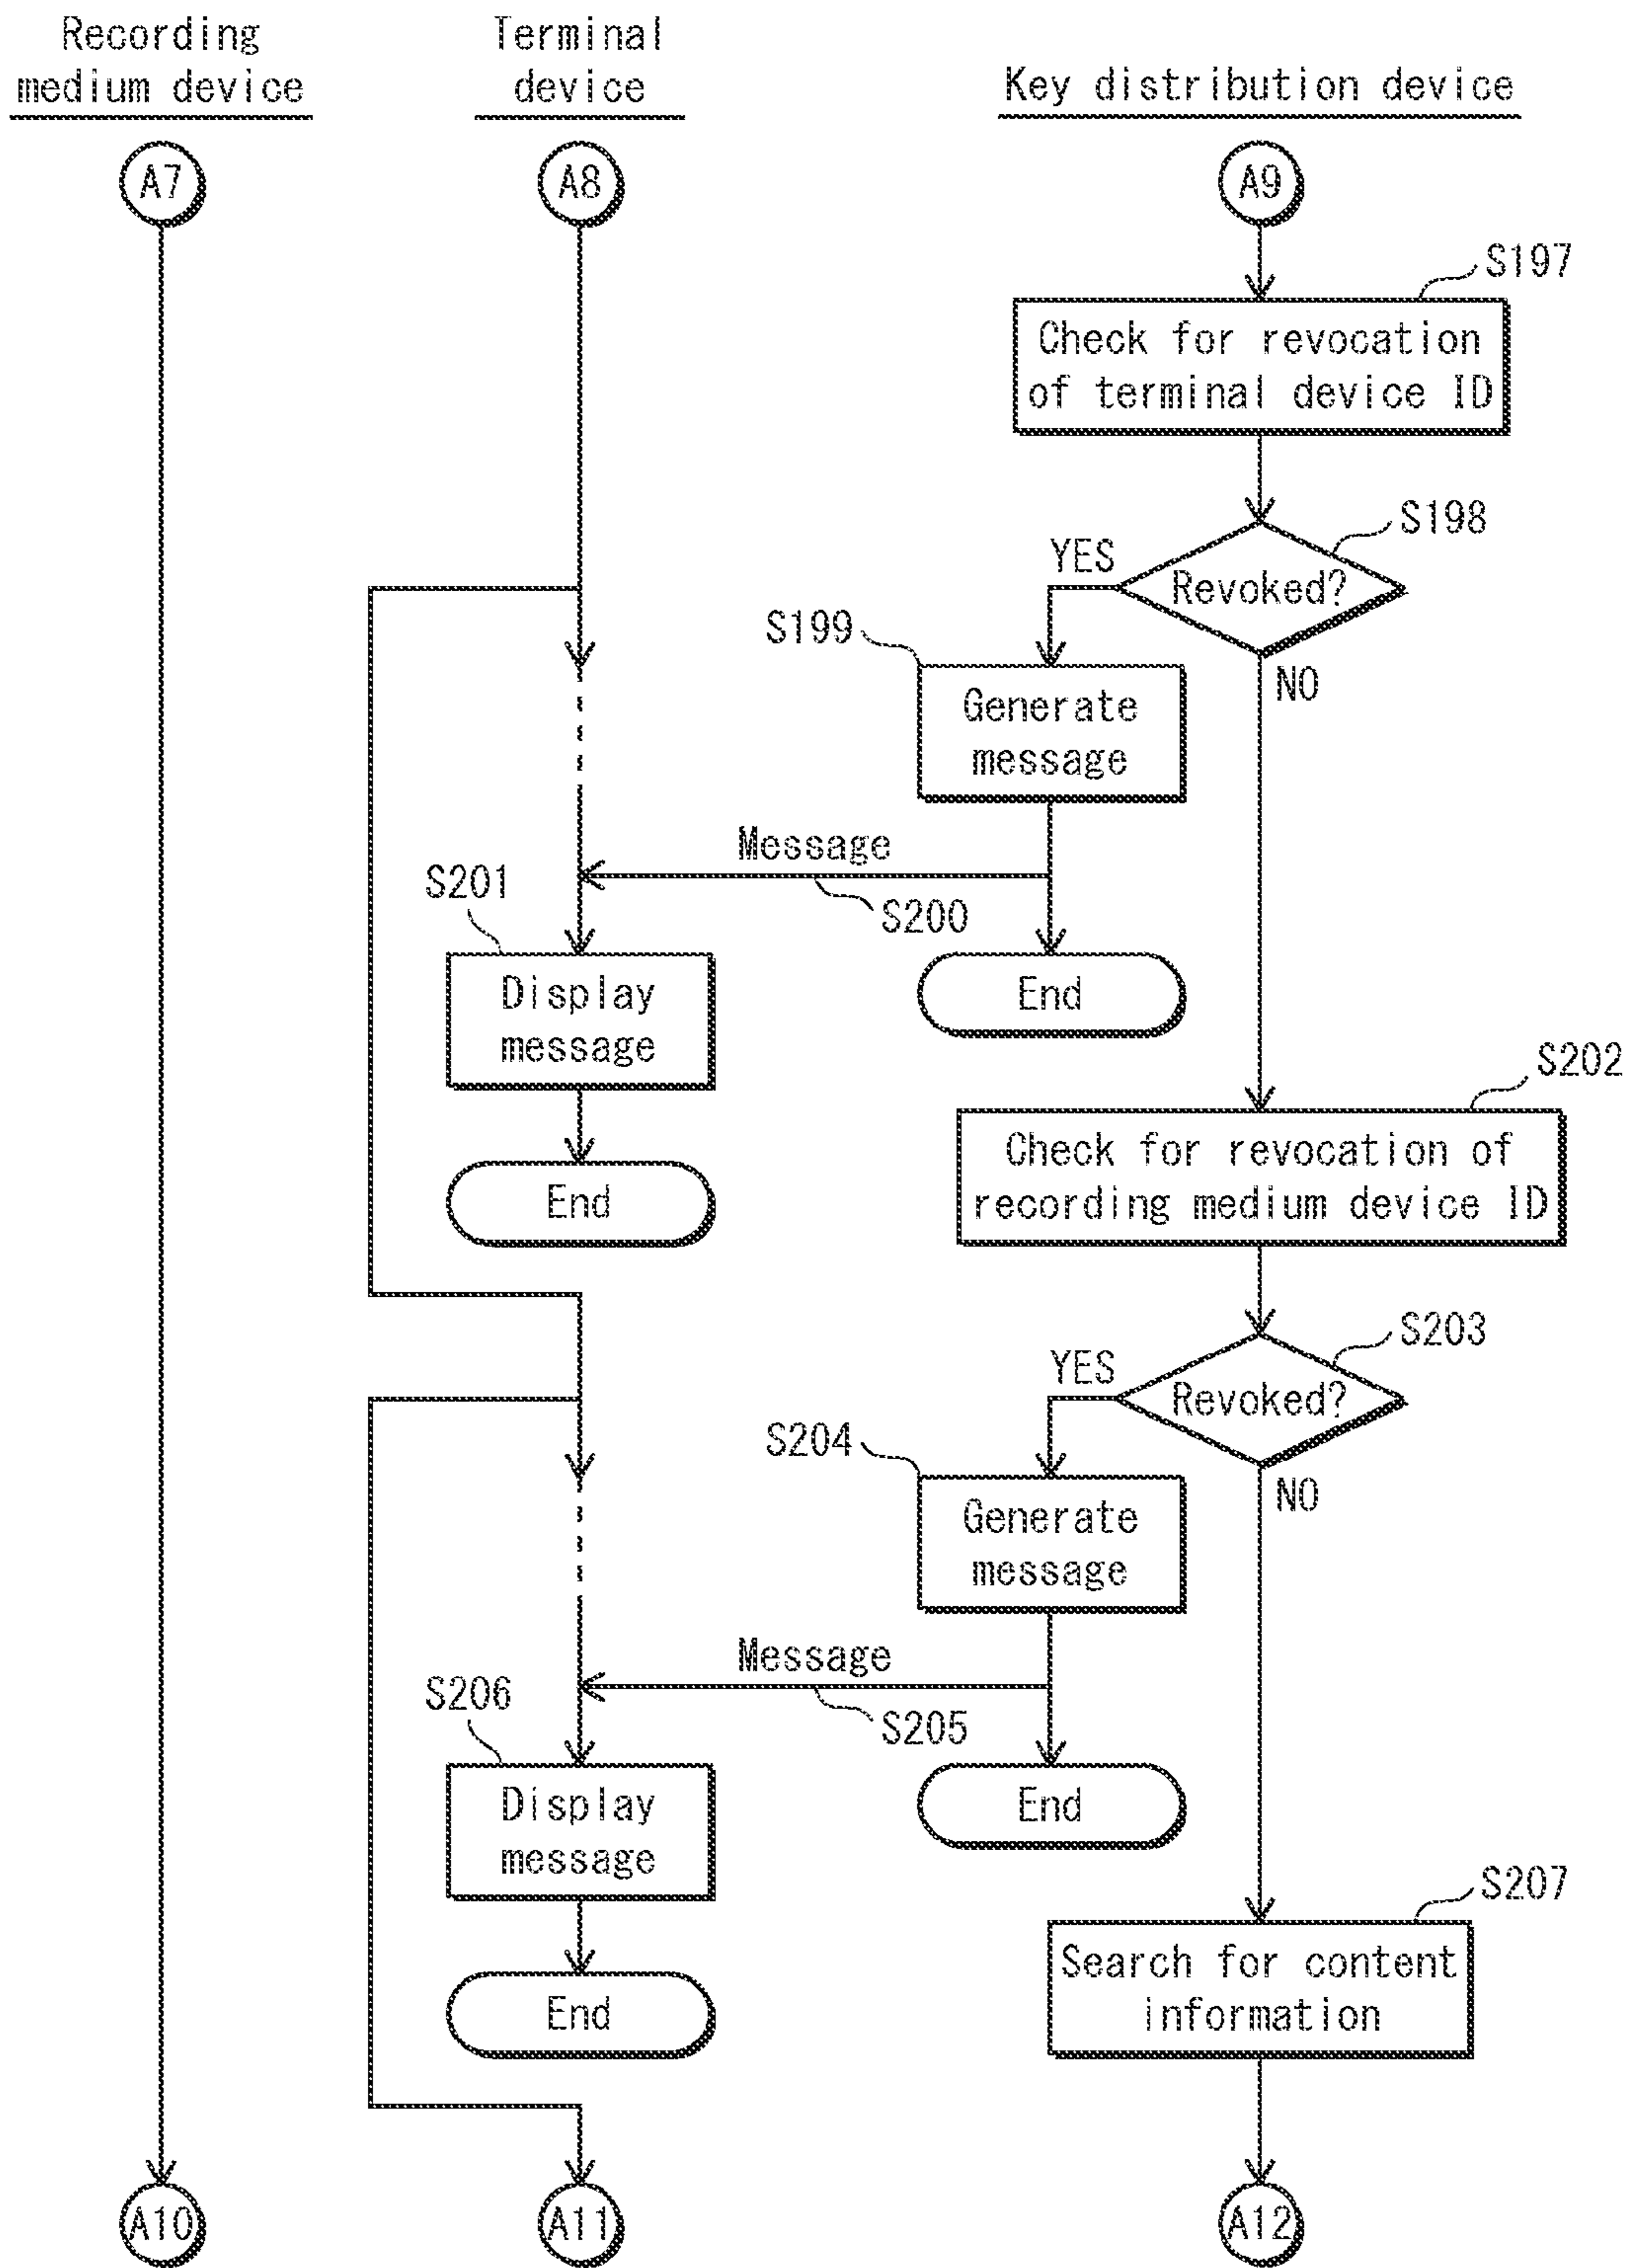 Recording
medium device
Terminal
device
Key distribution device
A7
A8
A9
S197
Check for revocation
of terminal device ID
S198
YES
Revoked?
S199
NO
Generate
message
Message
S201
S200
Display
message
End
S202
Check for revocation of
recording medium device ID
End
S203
YES
Revoked?
S204
NO
Generate
message
Message
S206
S205
Display
message
End
S207
Search for content
information
End
A10
A11
A12